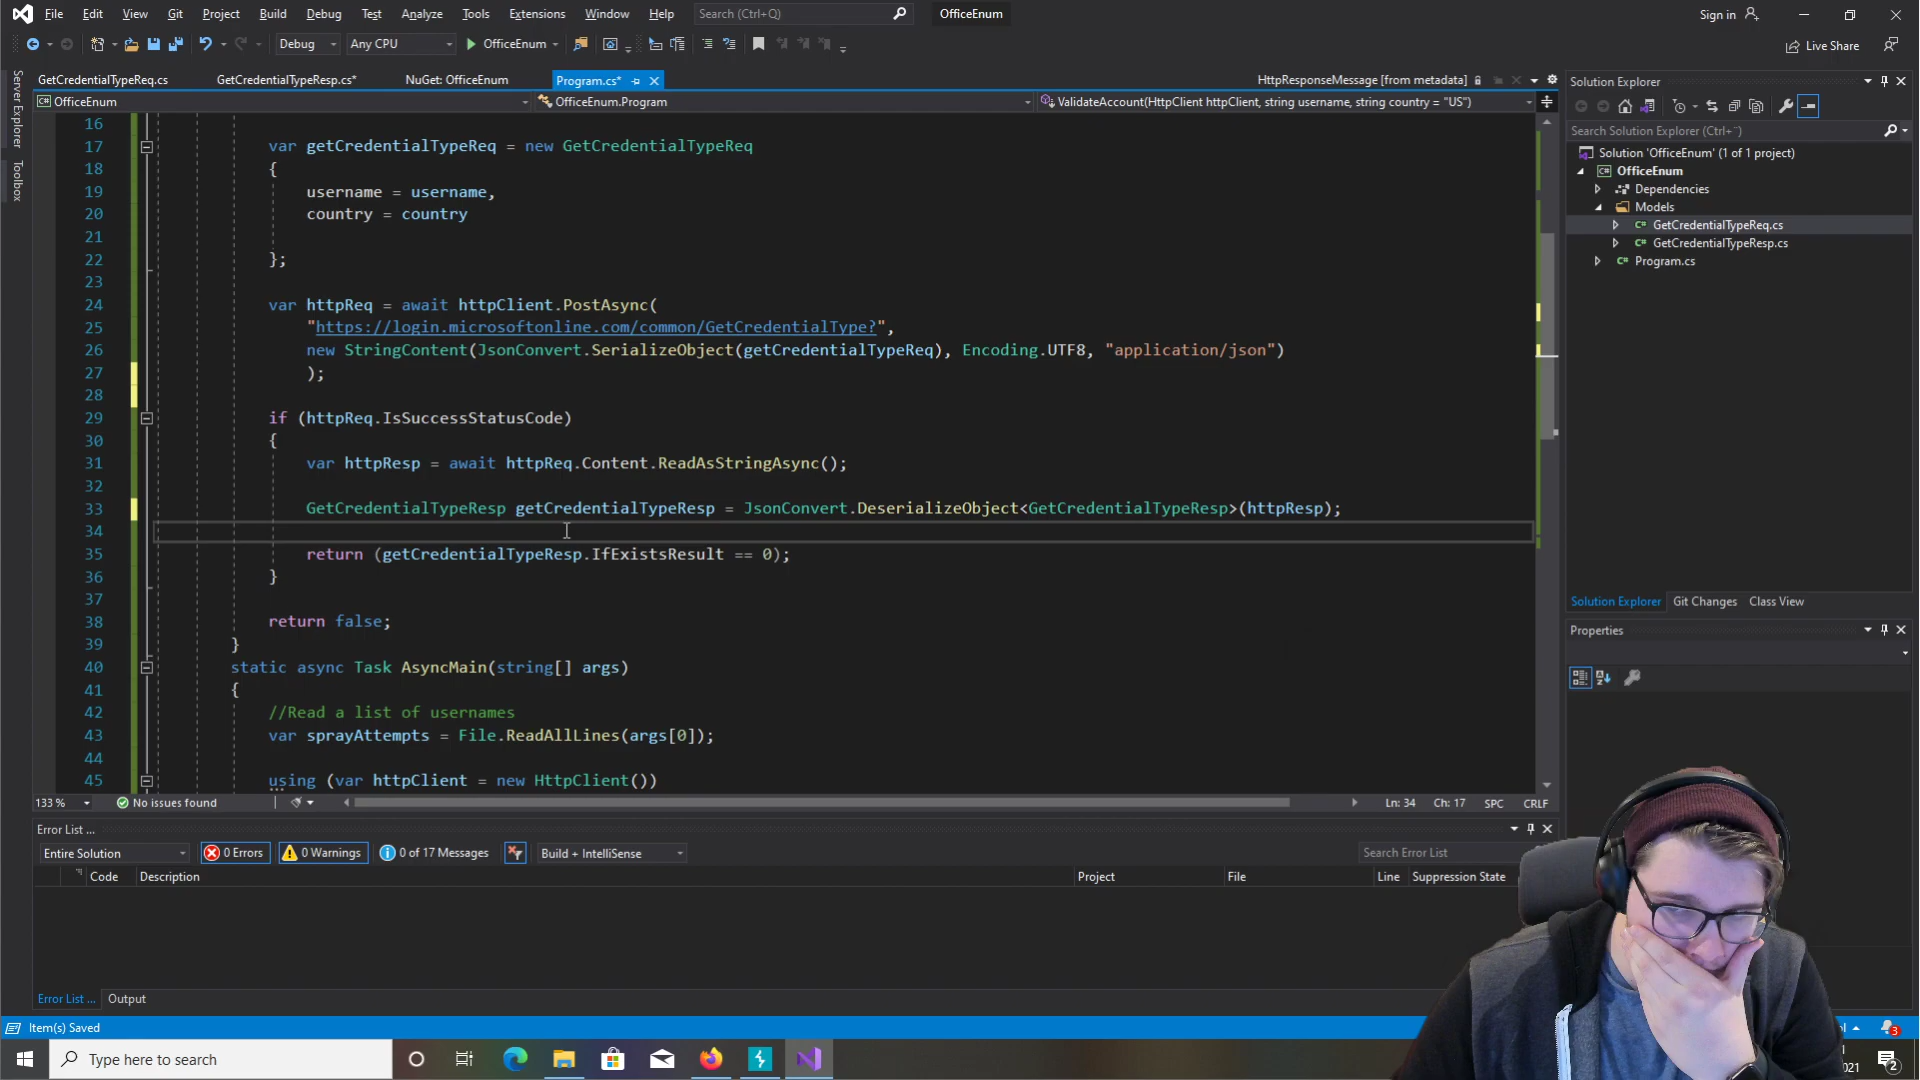 File Edit View Git Project Build Debug Test Analyze Tools Extensions Window Help Search (Ctrl+Q) OfficeEnum Sign in
Debug Any CPU OfficeEnum Live Share
Server Explorer
Toolbox
GetCredentialTypeReq.cs GetCredentialTypeResp.cs* NuGet: OfficeEnum Program.cs* HttpResponseMessage [from metadata]
OfficeEnum OfficeEnum.Program ValidateAccount(HttpClient httpClient, string username, string country = "US")
16
17 var getCredentialTypeReq = new GetCredentialTypeReq
18 {
19 username = username,
20 country = country
21
22 };
23
24 var httpReq = await httpClient.PostAsync(
25 "https://login.microsoftonline.com/common/GetCredentialType?",
26 new StringContent(JsonConvert.SerializeObject(getCredentialTypeReq), Encoding.UTF8, "application/json")
27 );
28
29 if (httpReq.IsSuccessStatusCode)
30 {
31 var httpResp = await httpReq.Content.ReadAsStringAsync();
32
33 GetCredentialTypeResp getCredentialTypeResp = JsonConvert.DeserializeObject<GetCredentialTypeResp>(httpResp);
34
35 return (getCredentialTypeResp.IfExistsResult == 0);
36 }
37
38 return false;
39 }
40 static async Task AsyncMain(string[] args)
41 {
42 //Read a list of usernames
43 var sprayAttempts = File.ReadAllLines(args[0]);
44
45 using (var httpClient = new HttpClient())
133 % No issues found Ln: 34 Ch: 17 SPC CRLF
Solution Explorer
Search Solution Explorer (Ctrl+¨)
Solution 'OfficeEnum' (1 of 1 project)
OfficeEnum
Dependencies
Models
GetCredentialTypeReq.cs
GetCredentialTypeResp.cs
Program.cs
Solution Explorer Git Changes Class View
Properties
Error List ...
Entire Solution 0 Errors 0 Warnings 0 of 17 Messages Build + IntelliSense Search Error List
Code Description Project File Line Suppression State
Error List ... Output
Item(s) Saved 3
Type here to search
2021
2